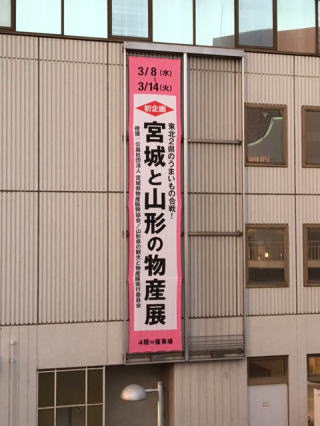 3/8(水)
~
3/14(火)
初企画
東北2県のうまいもの合戦!
宮城と山形の物産展
後援/公益社団法人 宮城県物産振興協会/山形県の観光と物産展実行委員会
4階=催事場